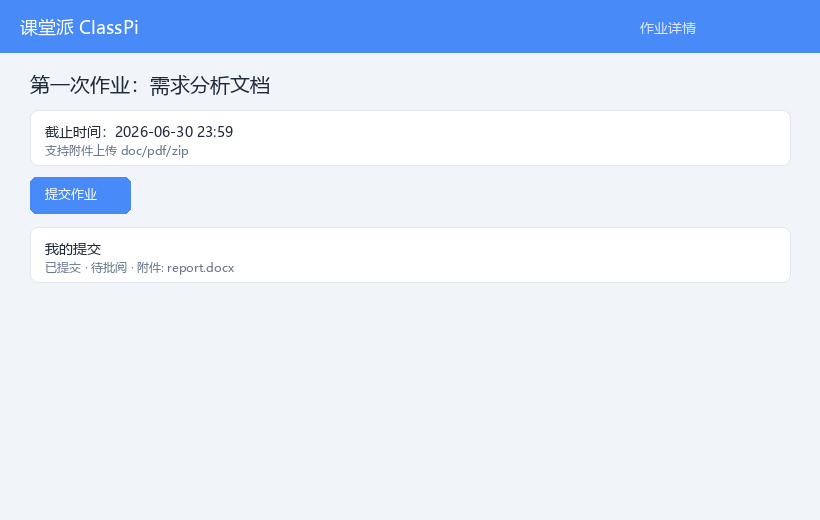 课堂派 ClassPi
作业详情
第一次作业：需求分析文档
截止时间：2026-06-30 23:59
支持附件上传 doc/pdf/zip
提交作业
我的提交
已提交 · 待批阅 · 附件: report.docx